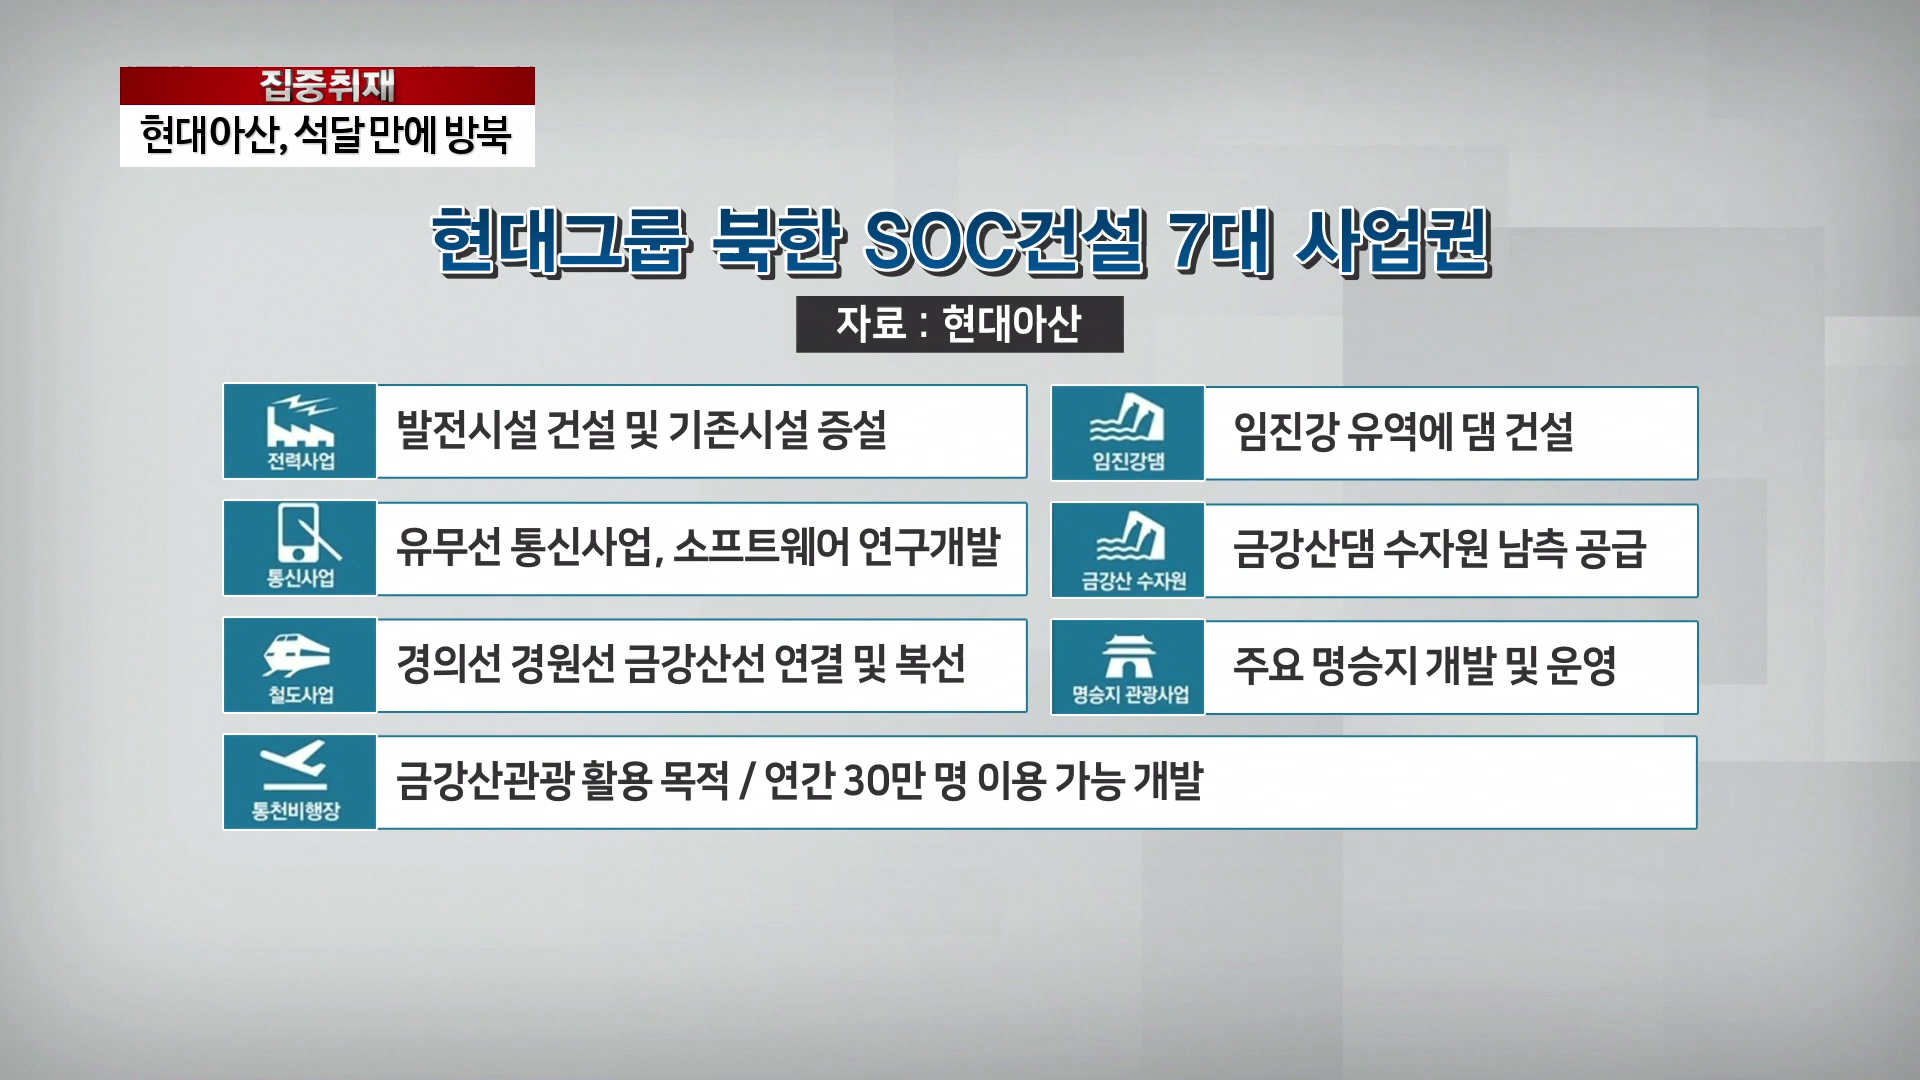 집중취재
현대아산, 석달 만에 방북
현대그룹 북한 SOC건설 7대 사업권
자료 : 현대아산
전력사업
발전시설 건설 및 기존시설 증설
임진강댐
임진강 유역에 댐 건설
통신사업
유무선 통신사업, 소프트웨어 연구개발
금강산 수자원
금강산댐 수자원 남측 공급
철도사업
경의선 경원선 금강산선 연결 및 복선
명승지 관광사업
주요 명승지 개발 및 운영
통천비행장
금강산관광 활용 목적 / 연간 30만 명 이용 가능 개발